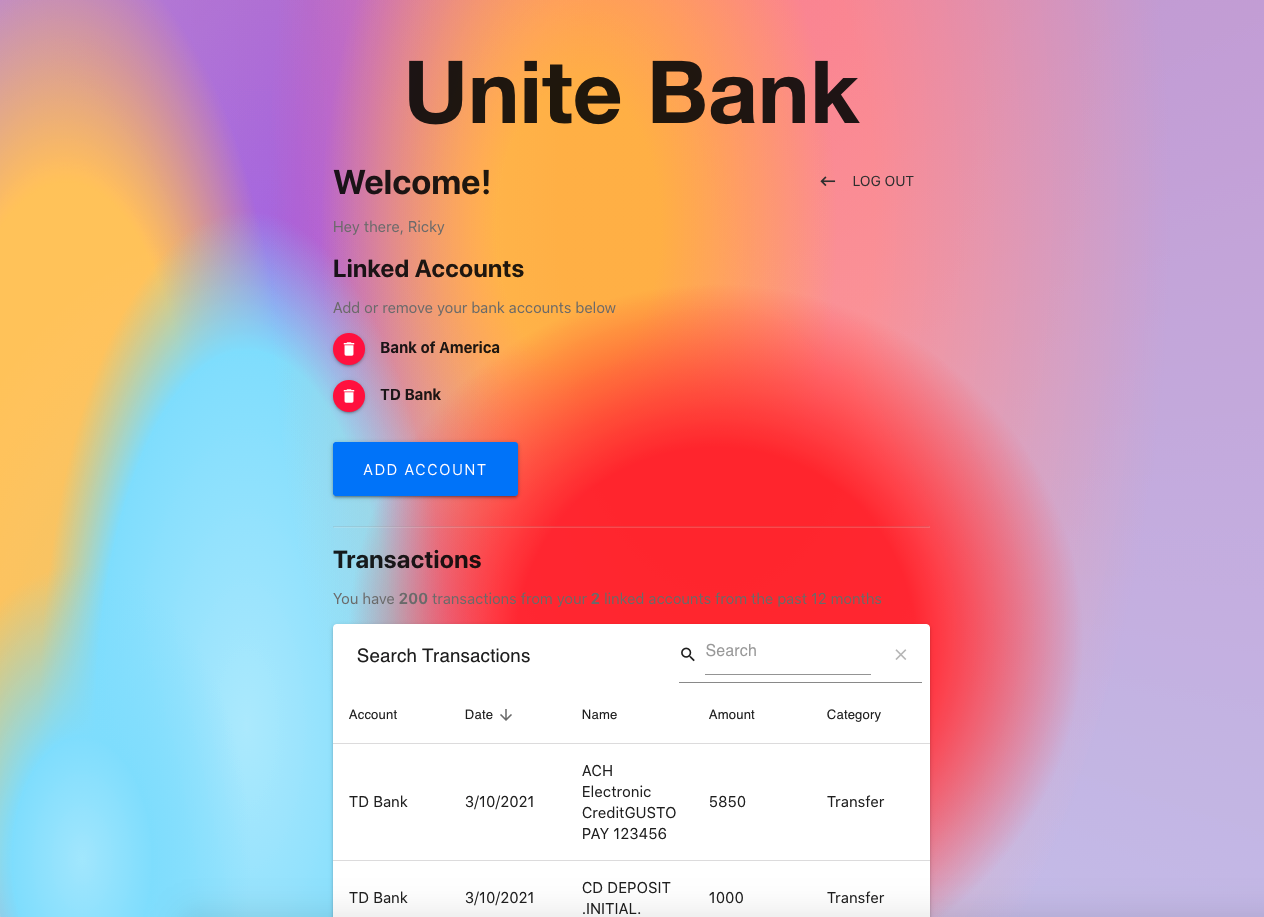 Unite Bank
Welcome!
LOG OUT
Hey there, Ricky
Linked Accounts
Add or remove your bank accounts below
Bank of America
TD Bank
ADD ACCOUNT
Transactions
You have 200 transactions from your 2 linked accounts from the past 12 months
Search Transactions
Search
Account Date Name Amount Category
TD Bank 3/10/2021 ACH Electronic CreditGUSTO PAY 123456 5850 Transfer
TD Bank 3/10/2021 CD DEPOSIT .INITIAL. 1000 Transfer